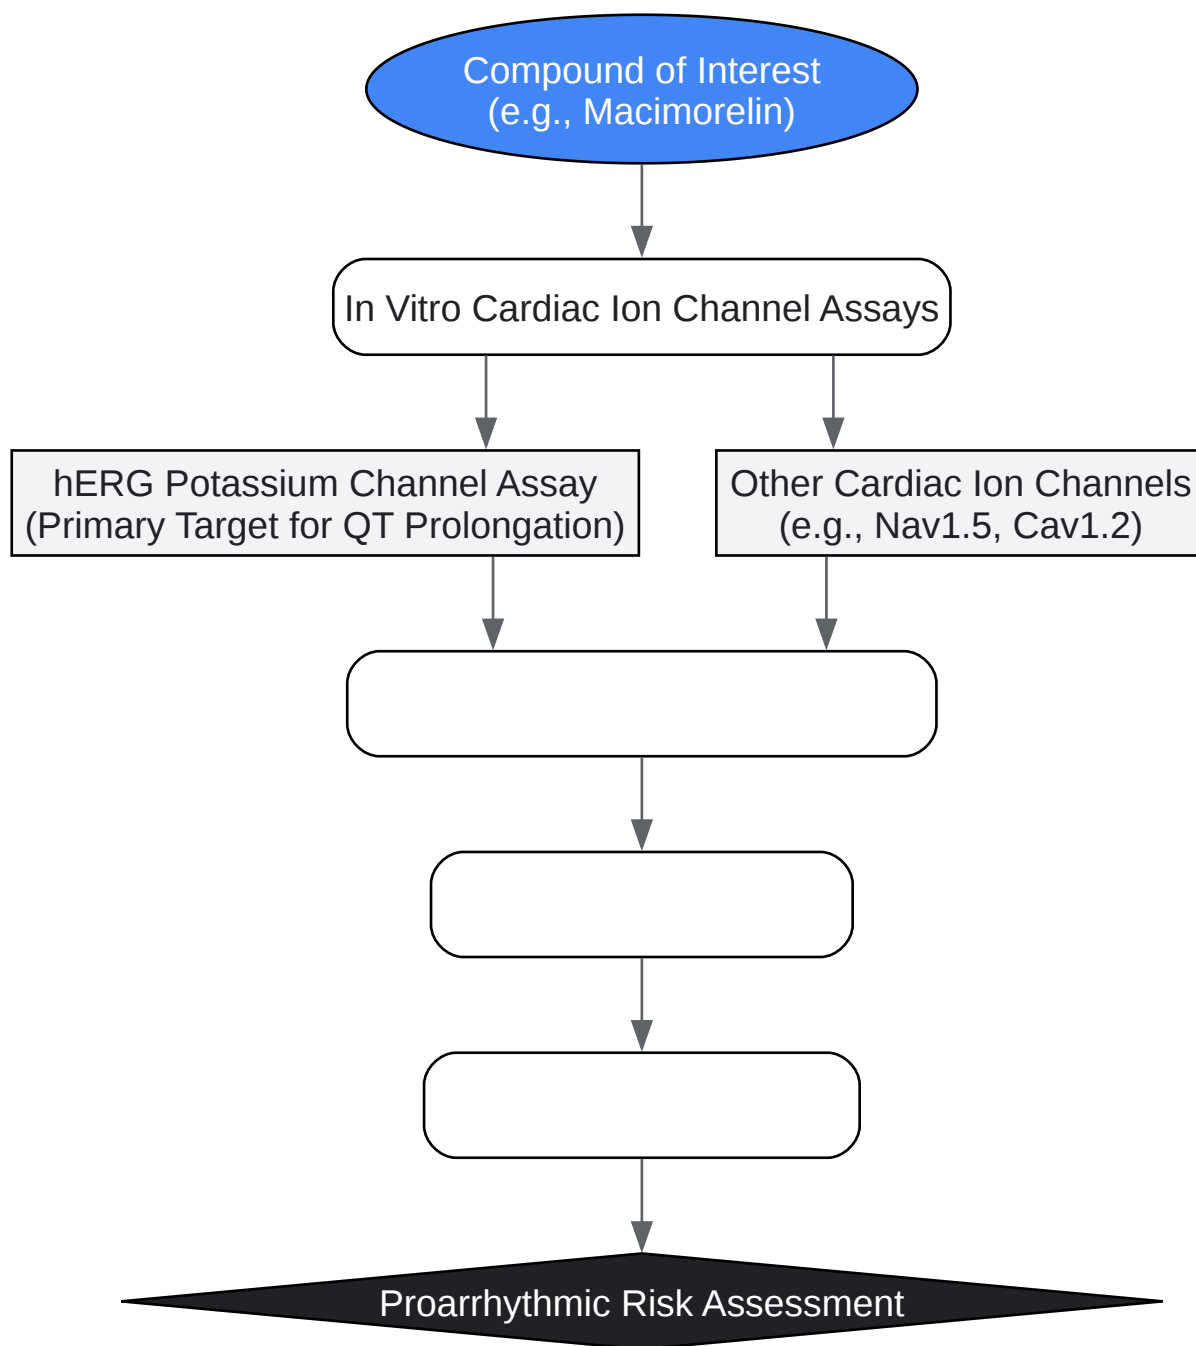 Compound of Interest
(e.g., Macimorelin)
In Vitro Cardiac Ion Channel Assays
hERG Potassium Channel Assay
(Primary Target for QT Prolongation)
Other Cardiac Ion Channels
(e.g., Nav1.5, Cav1.2)
Proarrhythmic Risk Assessment